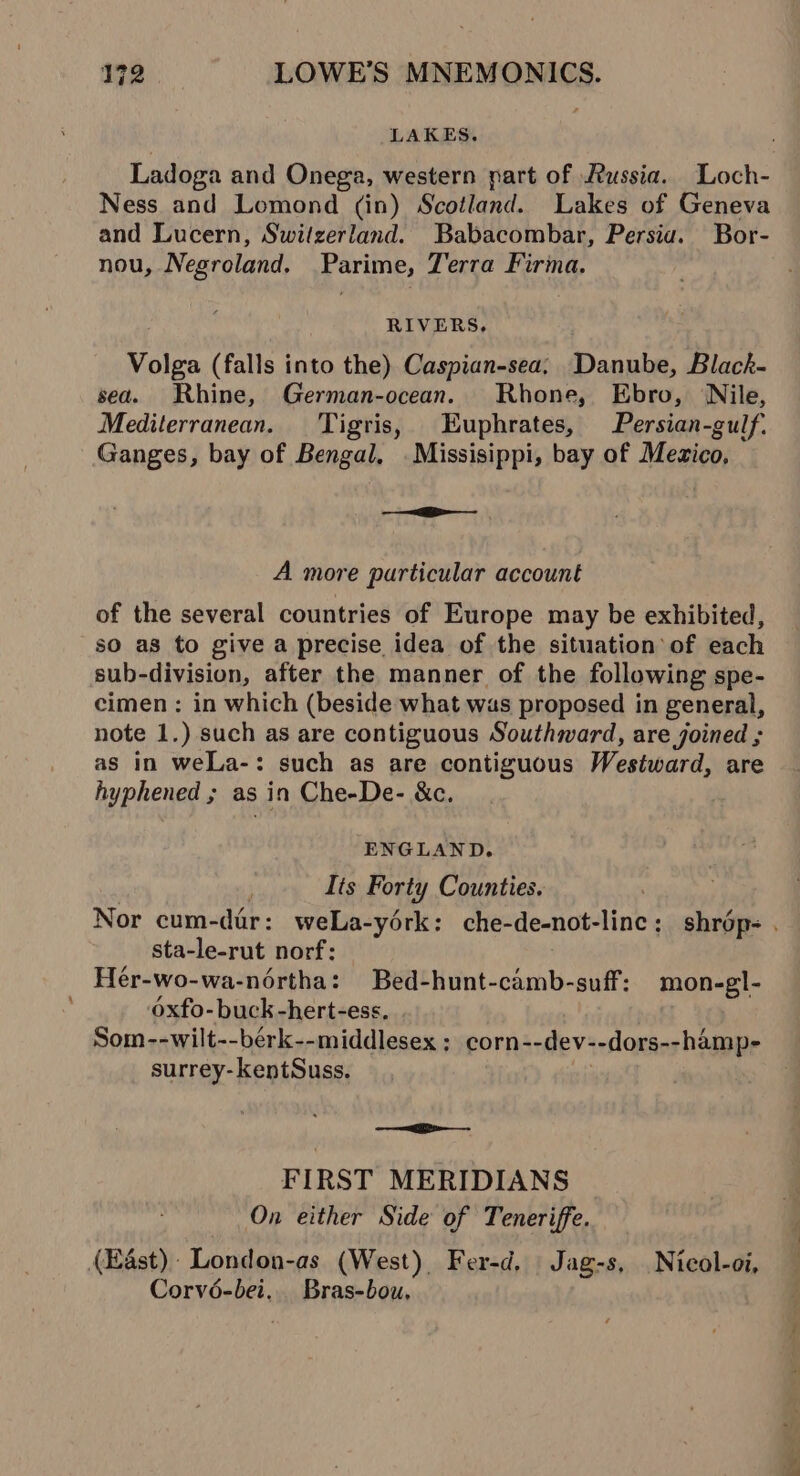 172 LOWE'S MNEMONICS.
LAKES.
Ladoga and Onega, western part of Russia. Loch-
Ness and Lomond (in) Scotland. Lakes of Geneva
and Lucern, Switzerland. Babacombar, Persia. Bor-
nou, Negroland. Parime, Terra Firma.
RIVERS.
Volga (falls into the) Caspian-sea. Danube, Black-
sea. Rhine, German-ocean. Rhone, Ebro, Nile,
Mediterranean. Tigris, Euphrates, Persian-gulf.
Ganges, bay of Bengal. Missisippi, bay of Mexico.
A more particular account
of the several countries of Europe may be exhibited,
so as to give a precise idea of the situation of each
sub-division, after the manner of the following spe-
cimen: in which (beside what was proposed in general,
note 1.) such as are contiguous Southward, are joined;
as in weLa-: such as are contiguous Westward, are
hyphened; as in Che-De- &c.
ENGLAND.
Its Forty Counties.
Nor cum-dúr: weLa-yórk: che-de-not-linc: shróp-
sta-le-rut norf:
Hér-wo-wa-nórtha: Bed-hunt-cámb-suff: mon-gl-
óxfo-buck-hert-ess.
Som--wilt--bérk--middlesex: corn--dev--dors--hámp-
surrey-kentSuss.
FIRST MERIDIANS
On either Side of Teneriffe.
(Eást) London-as (West) Fer-d. Jag-s, Nícol-oi,
Corvó-bei. Bras-bou,